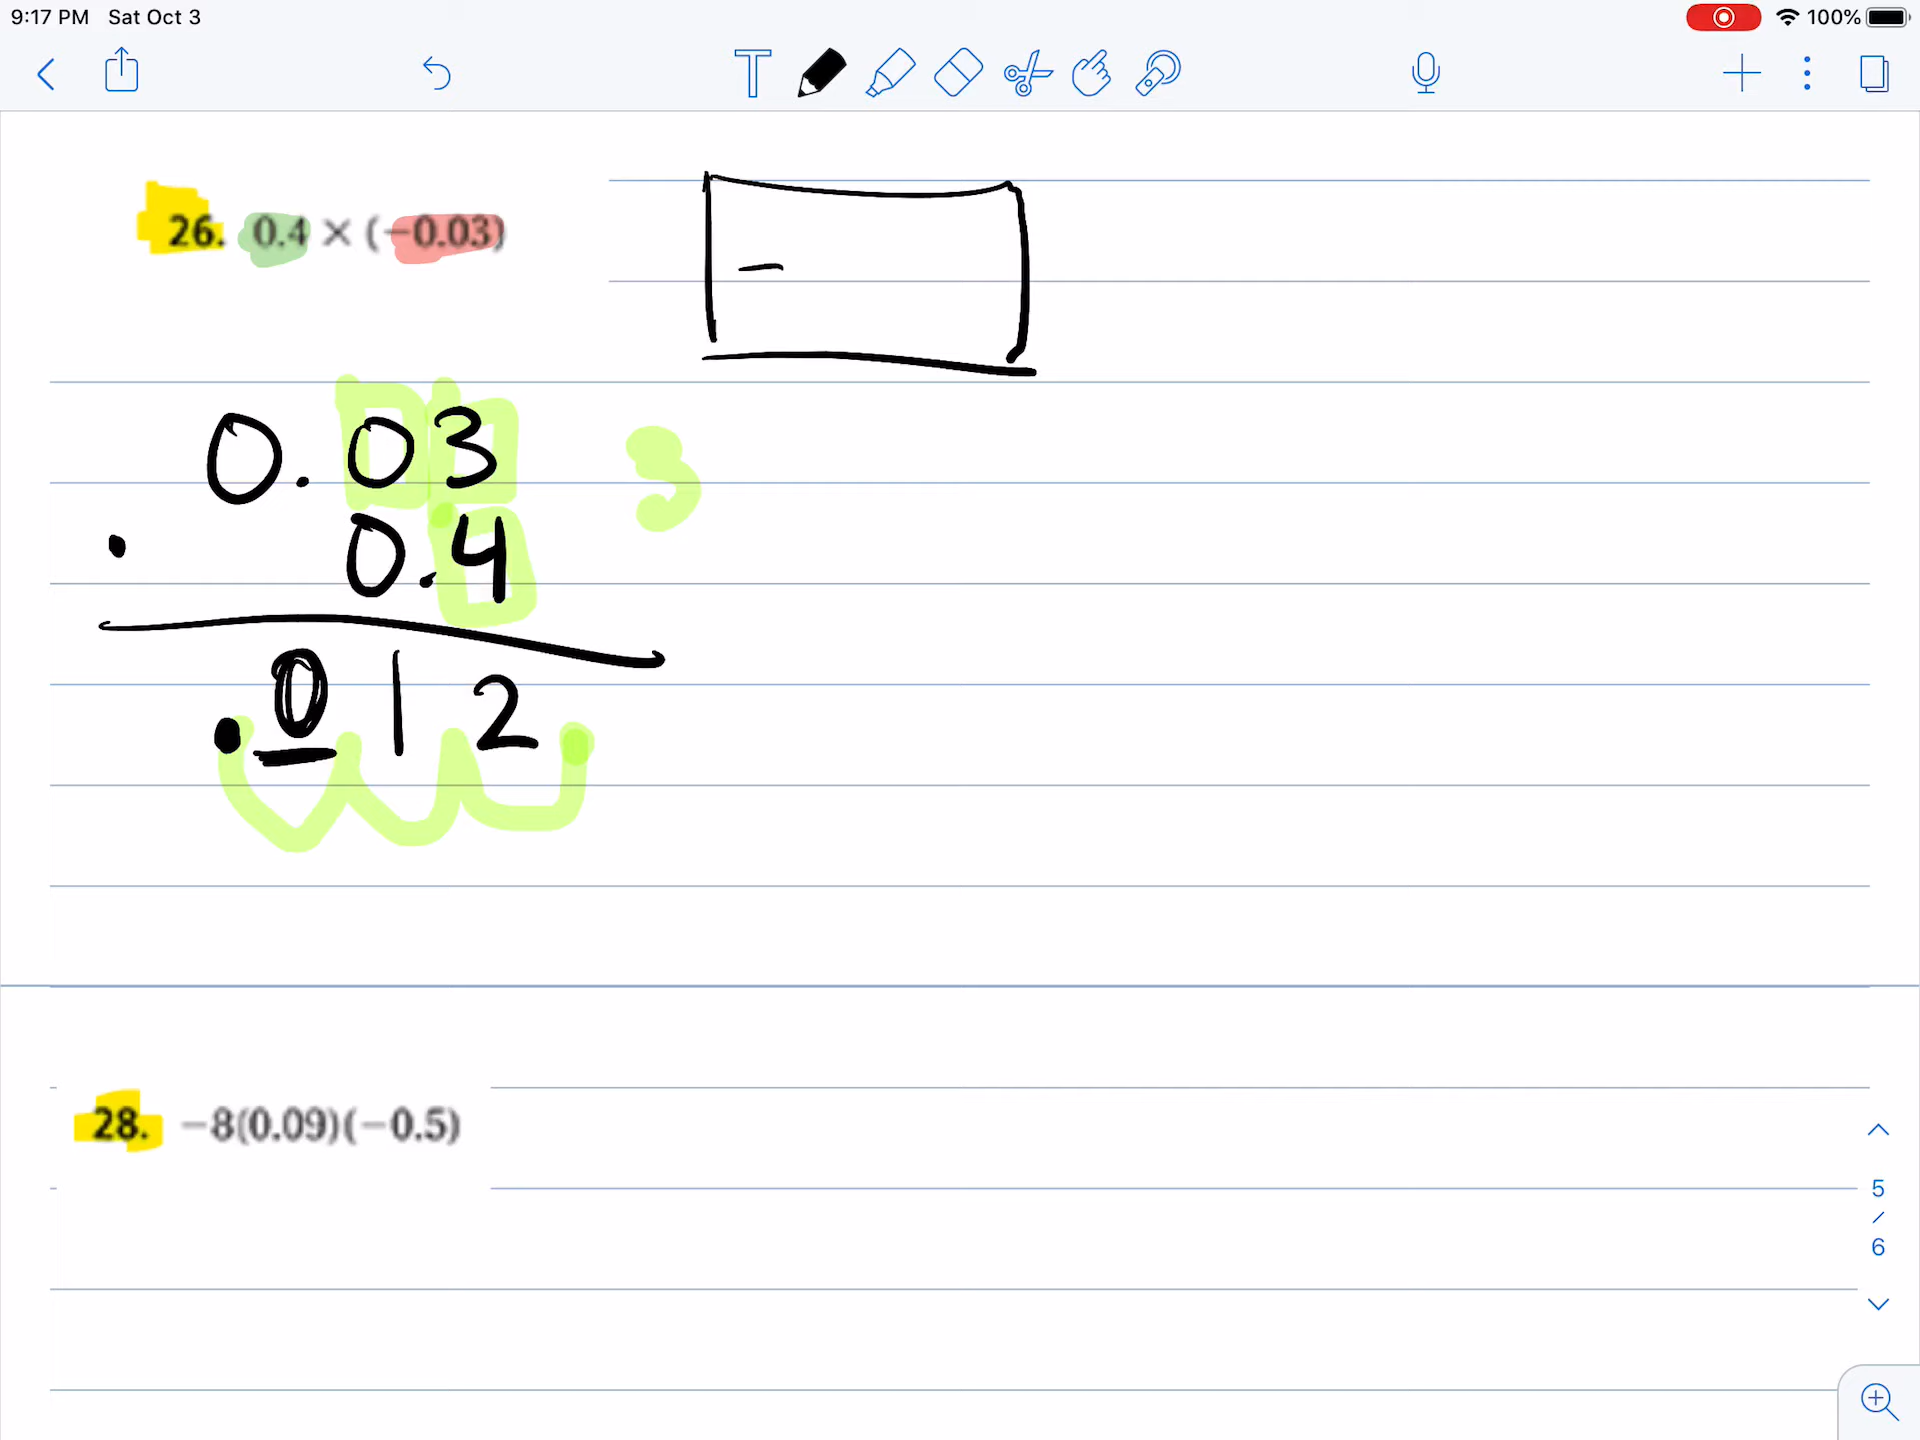 9:17 PM Sat Oct 3 100%
T
26. 0.4 × (−0.03)
−
0.03 3
· 0.4
.012
28. −8(0.09)(−0.5)
5
/
6